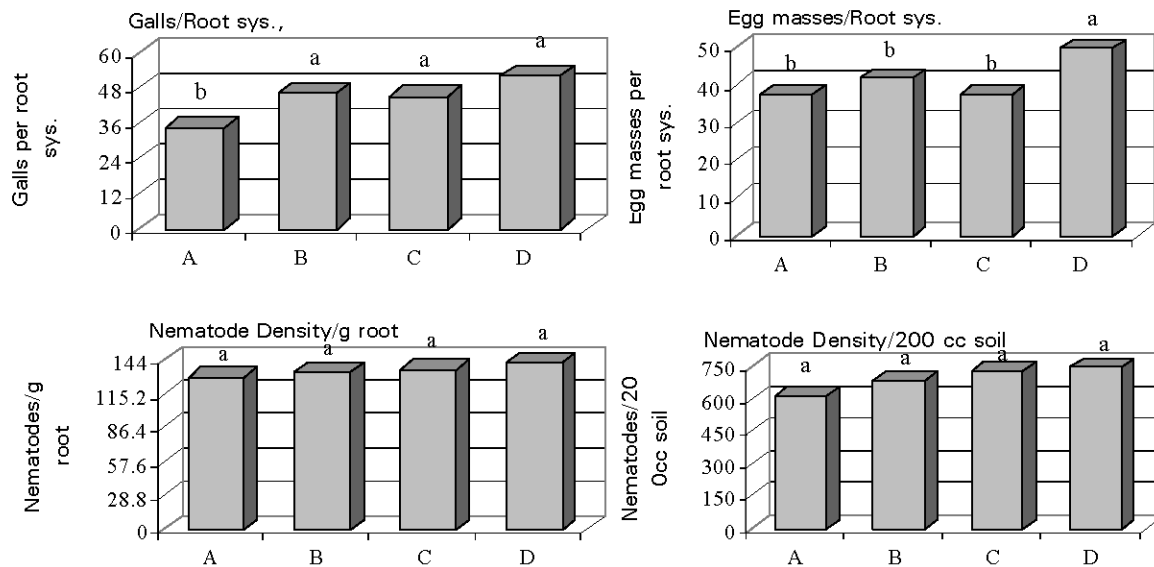 Galls/Root sys.,
Galls per root
sys.
60
48
36
24
12
0
b
a
a
a
A
B
C
D
Egg masses/Root sys.
Egg masses per
root sys.
50
40
30
20
10
0
b
b
b
a
A
B
C
D
Nematode Density/g root
Nematodes/g
root
144
115.2
86.4
57.6
28.8
0
a
a
a
a
A
B
C
D
Nematode Density/200 cc soil
Nematodes/20
0cc soil
750
600
450
300
150
0
a
a
a
a
A
B
C
D